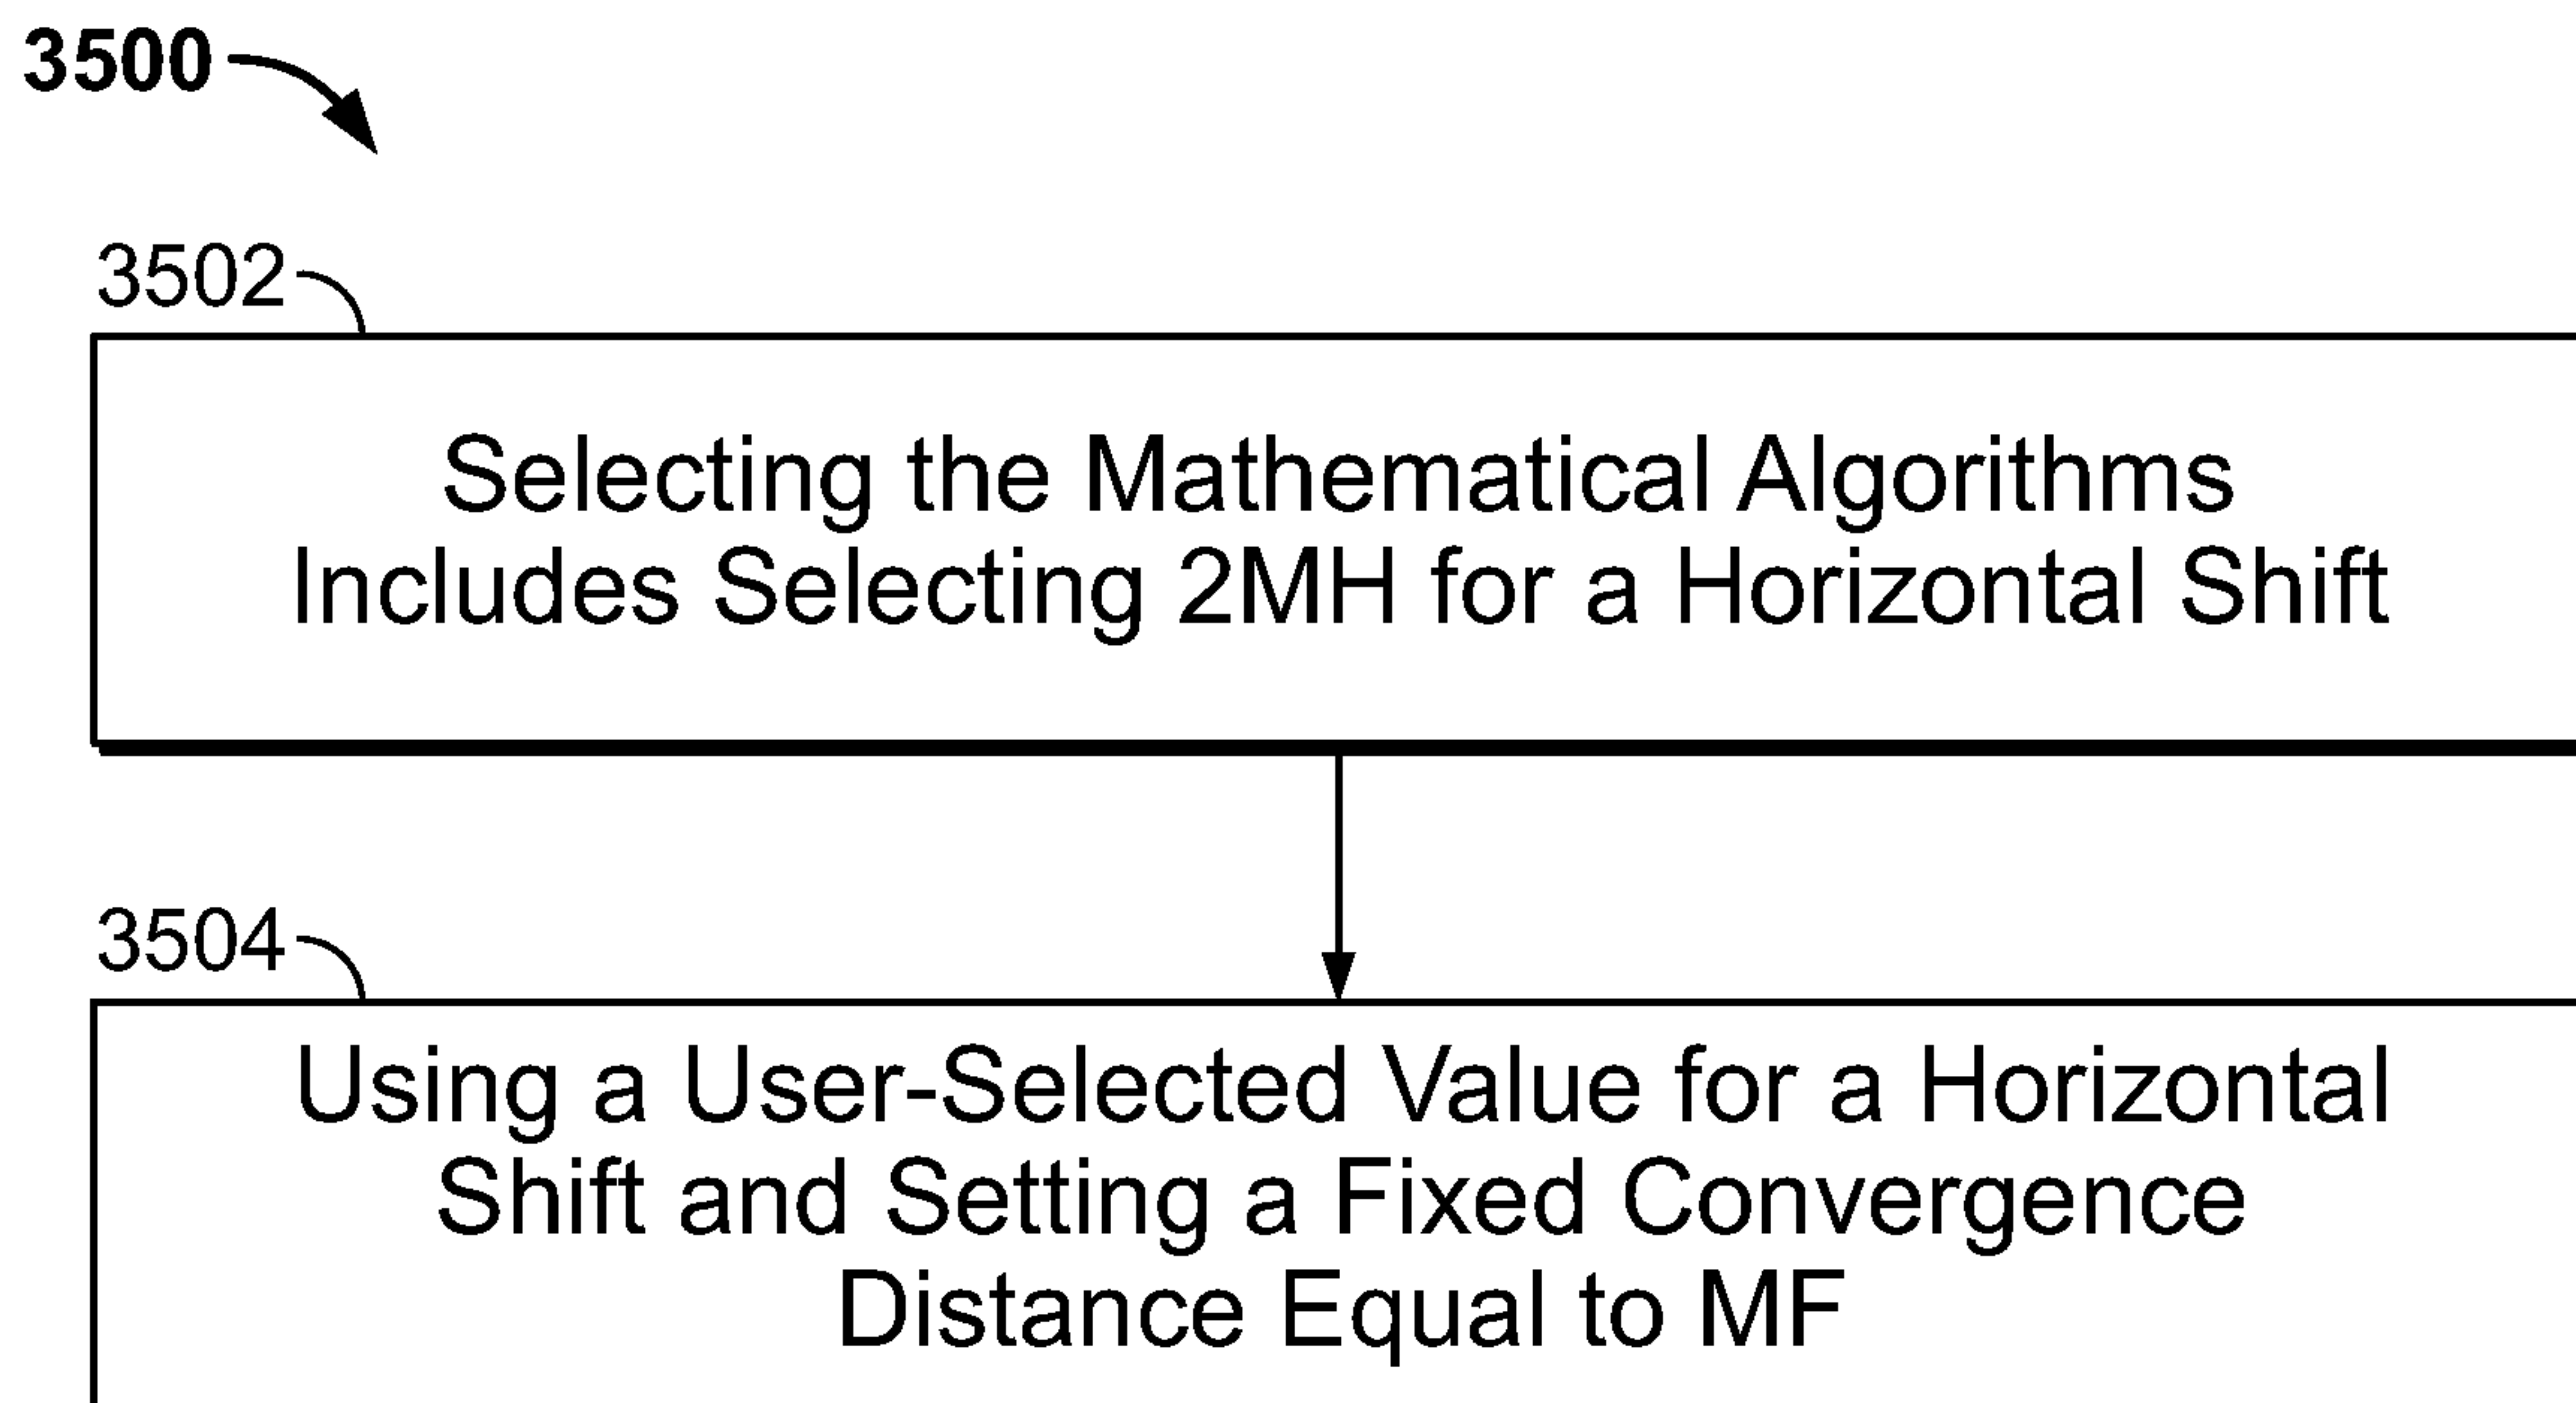 3500
3502
Selecting the Mathematical Algorithms
Includes Selecting 2MH for a Horizontal Shift
3504
Using a User-Selected Value for a Horizontal
Shift and Setting a Fixed Convergence
Distance Equal to MF